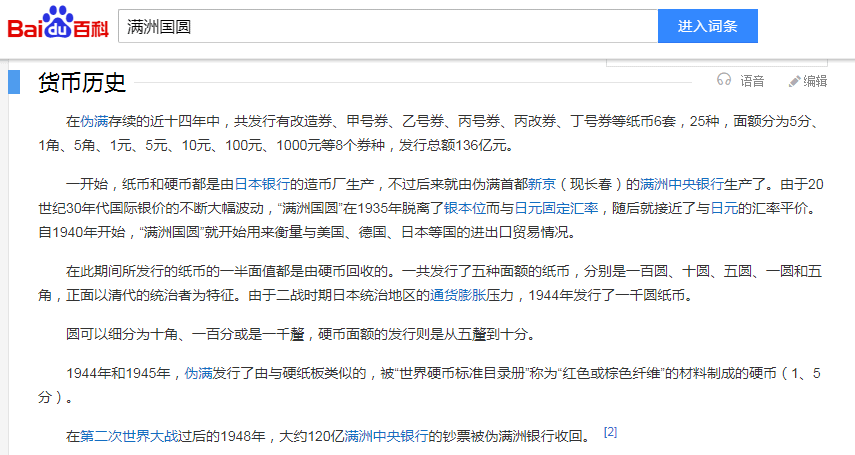 Bai du 百科 满洲国圆 进入词条
货币历史 语音 编辑
在伪满存续的近十四年中，共发行有改造券、甲号券、乙号券、丙号券、丙改券、丁号券等纸币6套，25种，面额分为5分、
1角、5角、1元、5元、10元、100元、1000元等8个券种，发行总额136亿元。
一开始，纸币和硬币都是由日本银行的造币厂生产，不过后来就由伪满首都新京（现长春）的满洲中央银行生产了。由于20
世纪30年代国际银价的不断大幅波动，“满洲国圆”在1935年脱离了银本位而与日元固定汇率，随后就接近了与日元的汇率平价。
自1940年开始，“满洲国圆”就开始用来衡量与美国、德国、日本等国的进出口贸易情况。
在此期间所发行的纸币的一半面值都是由硬币回收的。一共发行了五种面额的纸币，分别是一百圆、十圆、五圆、一圆和五
角，正面以清代的统治者为特征。由于二战时期日本统治地区的通货膨胀压力，1944年发行了一千圆纸币。
圆可以细分为十角、一百分或是一千釐，硬币面额的发行则是从五釐到十分。
1944年和1945年，伪满发行了由与硬纸板类似的，被“世界硬币标准目录册”称为“红色或棕色纤维”的材料制成的硬币（1、5
分）。
在第二次世界大战过后的1948年，大约120亿满洲中央银行的钞票被伪满洲银行收回。 [2]